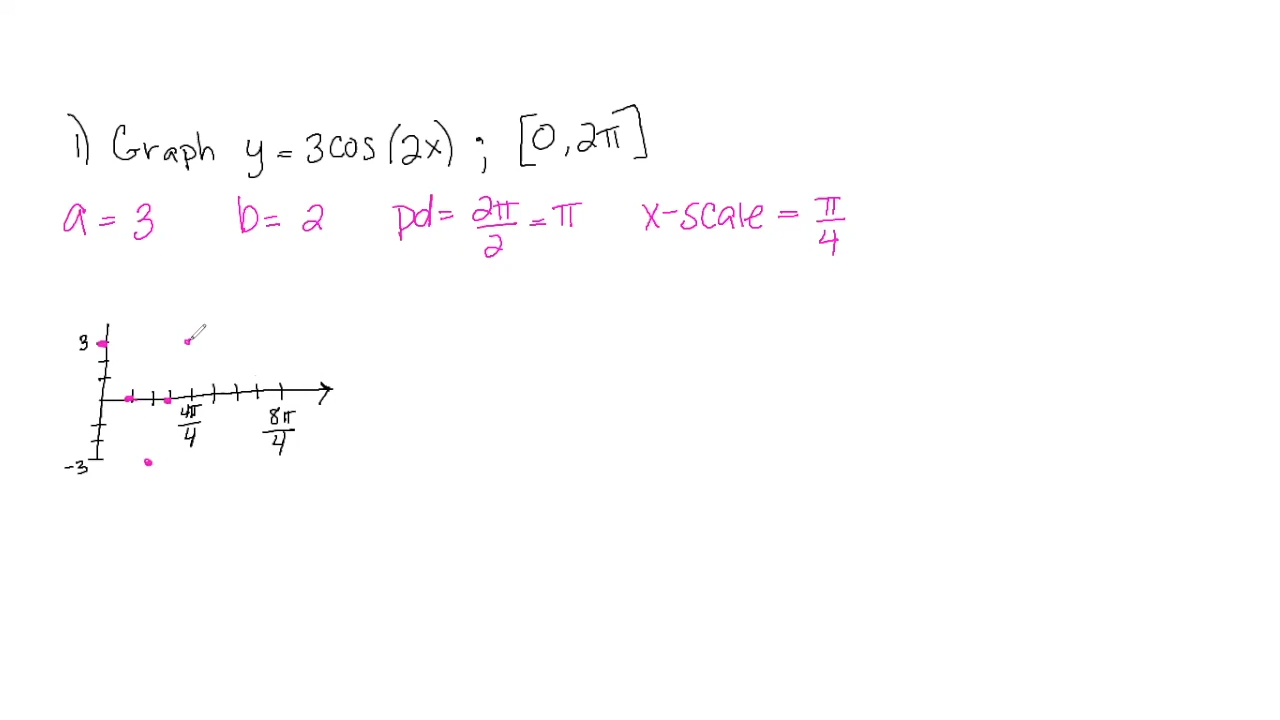 1) Graph y = 3cos(2x) ; [0, 2π]
a = 3 b = 2 pd = 2π/2 = π x-scale = π/4
3
4π/4 8π/4
-3